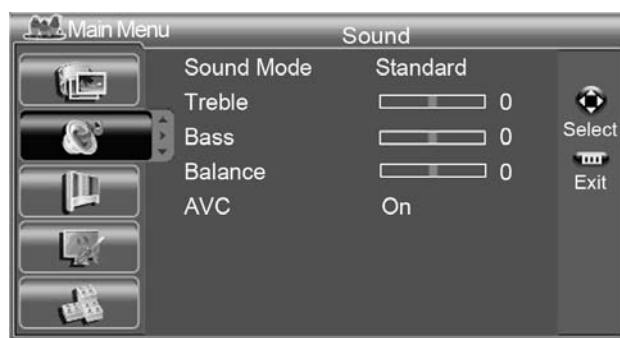 Main Menu
Sound
Sound Mode Standard
Treble 0
Bass 0
Balance 0
AVC On
Select
Exit